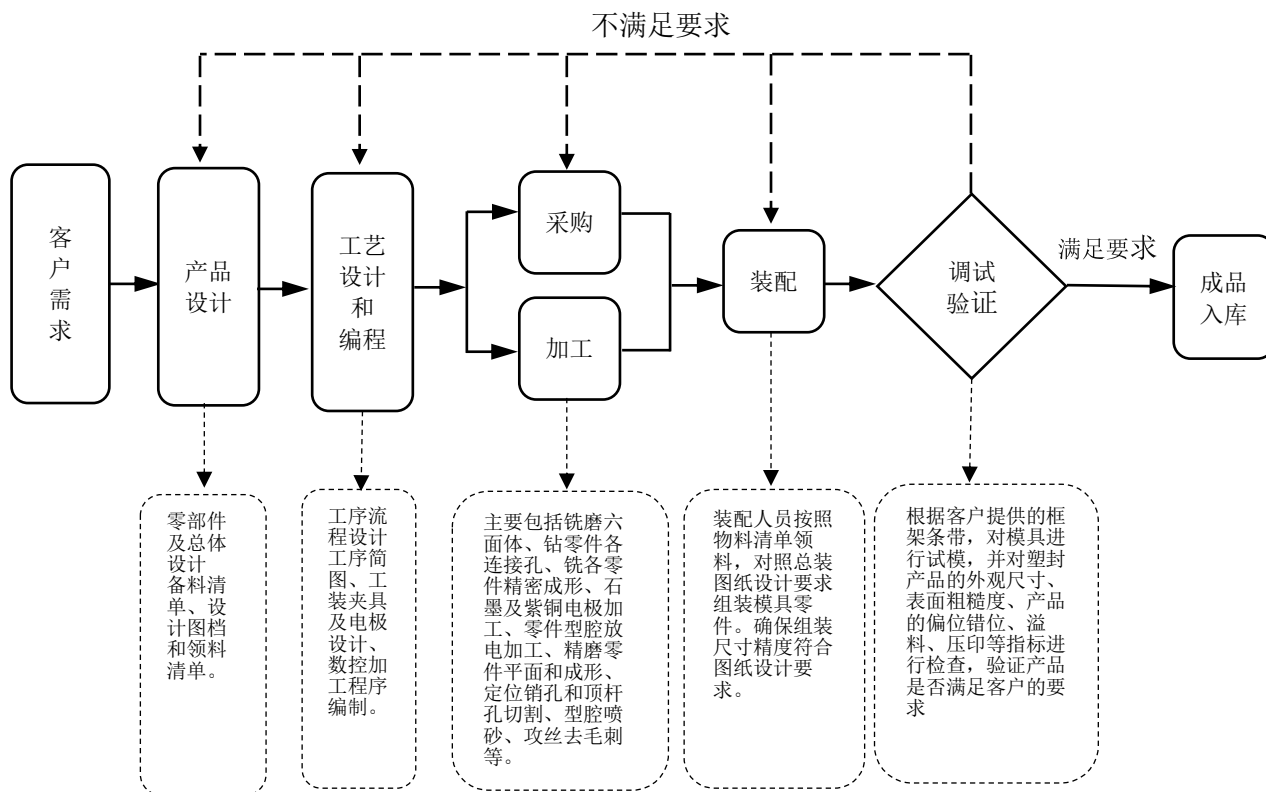 不满足要求
客
户
需
求
产品
设计
工艺
设计
和
编程
采购
加工
装配
调试
验证
满足要求
成品
入库
零部件
及总体
设计
备料清
单、设
计图档
和领料
清单。
工序流
程设计
工序简
图、工
装夹具
及电极
设计、
数控加
工程序
编制。
主要包括铣磨六
面体、钻零件各
连接孔、铣各零
件精密成形、石
墨及紫铜电极加
工、零件型腔放
电加工、精磨零
件平面和成形、
定位销孔和顶杆
孔切割、型腔喷
砂、攻丝去毛刺
等。
装配人员按照
物料清单领
料，对照总装
图纸设计要求
组装模具零
件。确保组装
尺寸精度符合
图纸设计要
求。
根据客户提供的框
架条带，对模具进
行试模，并对塑封
产品的外观尺寸、
表面粗糙度、产品
的偏位错位、溢
料、压印等指标进
行检查，验证产品
是否满足客户的要
求